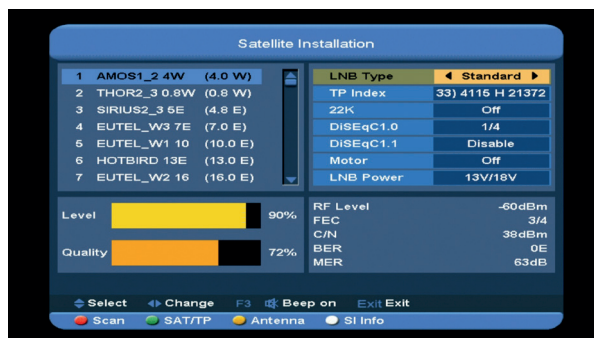 Satellite Installation
1 AMOS1_2 4W (4.0 W)
2 THOR2_3 0.8W (0.8 W)
3 SIRIUS2_3 5E (4.8 E)
4 EUTEL_W3 7E (7.0 E)
5 EUTEL_W1 10 (10.0 E)
6 HOTBIRD 13E (13.0 E)
7 EUTEL_W2 16 (16.0 E)
LNB Type Standard
TP Index 33) 4115 H 21372
22K Off
DiSEqC1.0 1/4
DiSEqC1.1 Disable
Motor Off
LNB Power 13V/18V
Level 90%
Quality 72%
RF Level -60dBm
FEC 3/4
C/N 38dBm
BER 0E
MER 63dB
Select Change F3 Beep on Exit Exit
Scan SAT/TP Antenna SI Info